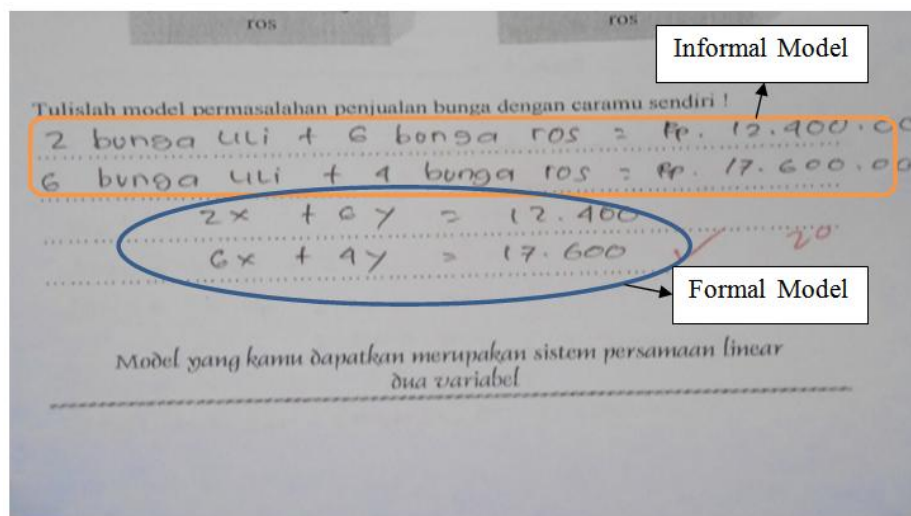 ros ros
Informal Model
Tulislah model permasalahan penjualan bunga dengan caramu sendiri !
2 bunga LiLi + 6 bonga ros = Rp. 12.400.00
6 bunga LiLi + 4 bunga ros = Rp. 17.600.00
2x + 6y = 12.400
6x + 4y = 17.600
20
Formal Model
Model yang kamu dapatkan merupakan sistem persamaan linear
dua variabel